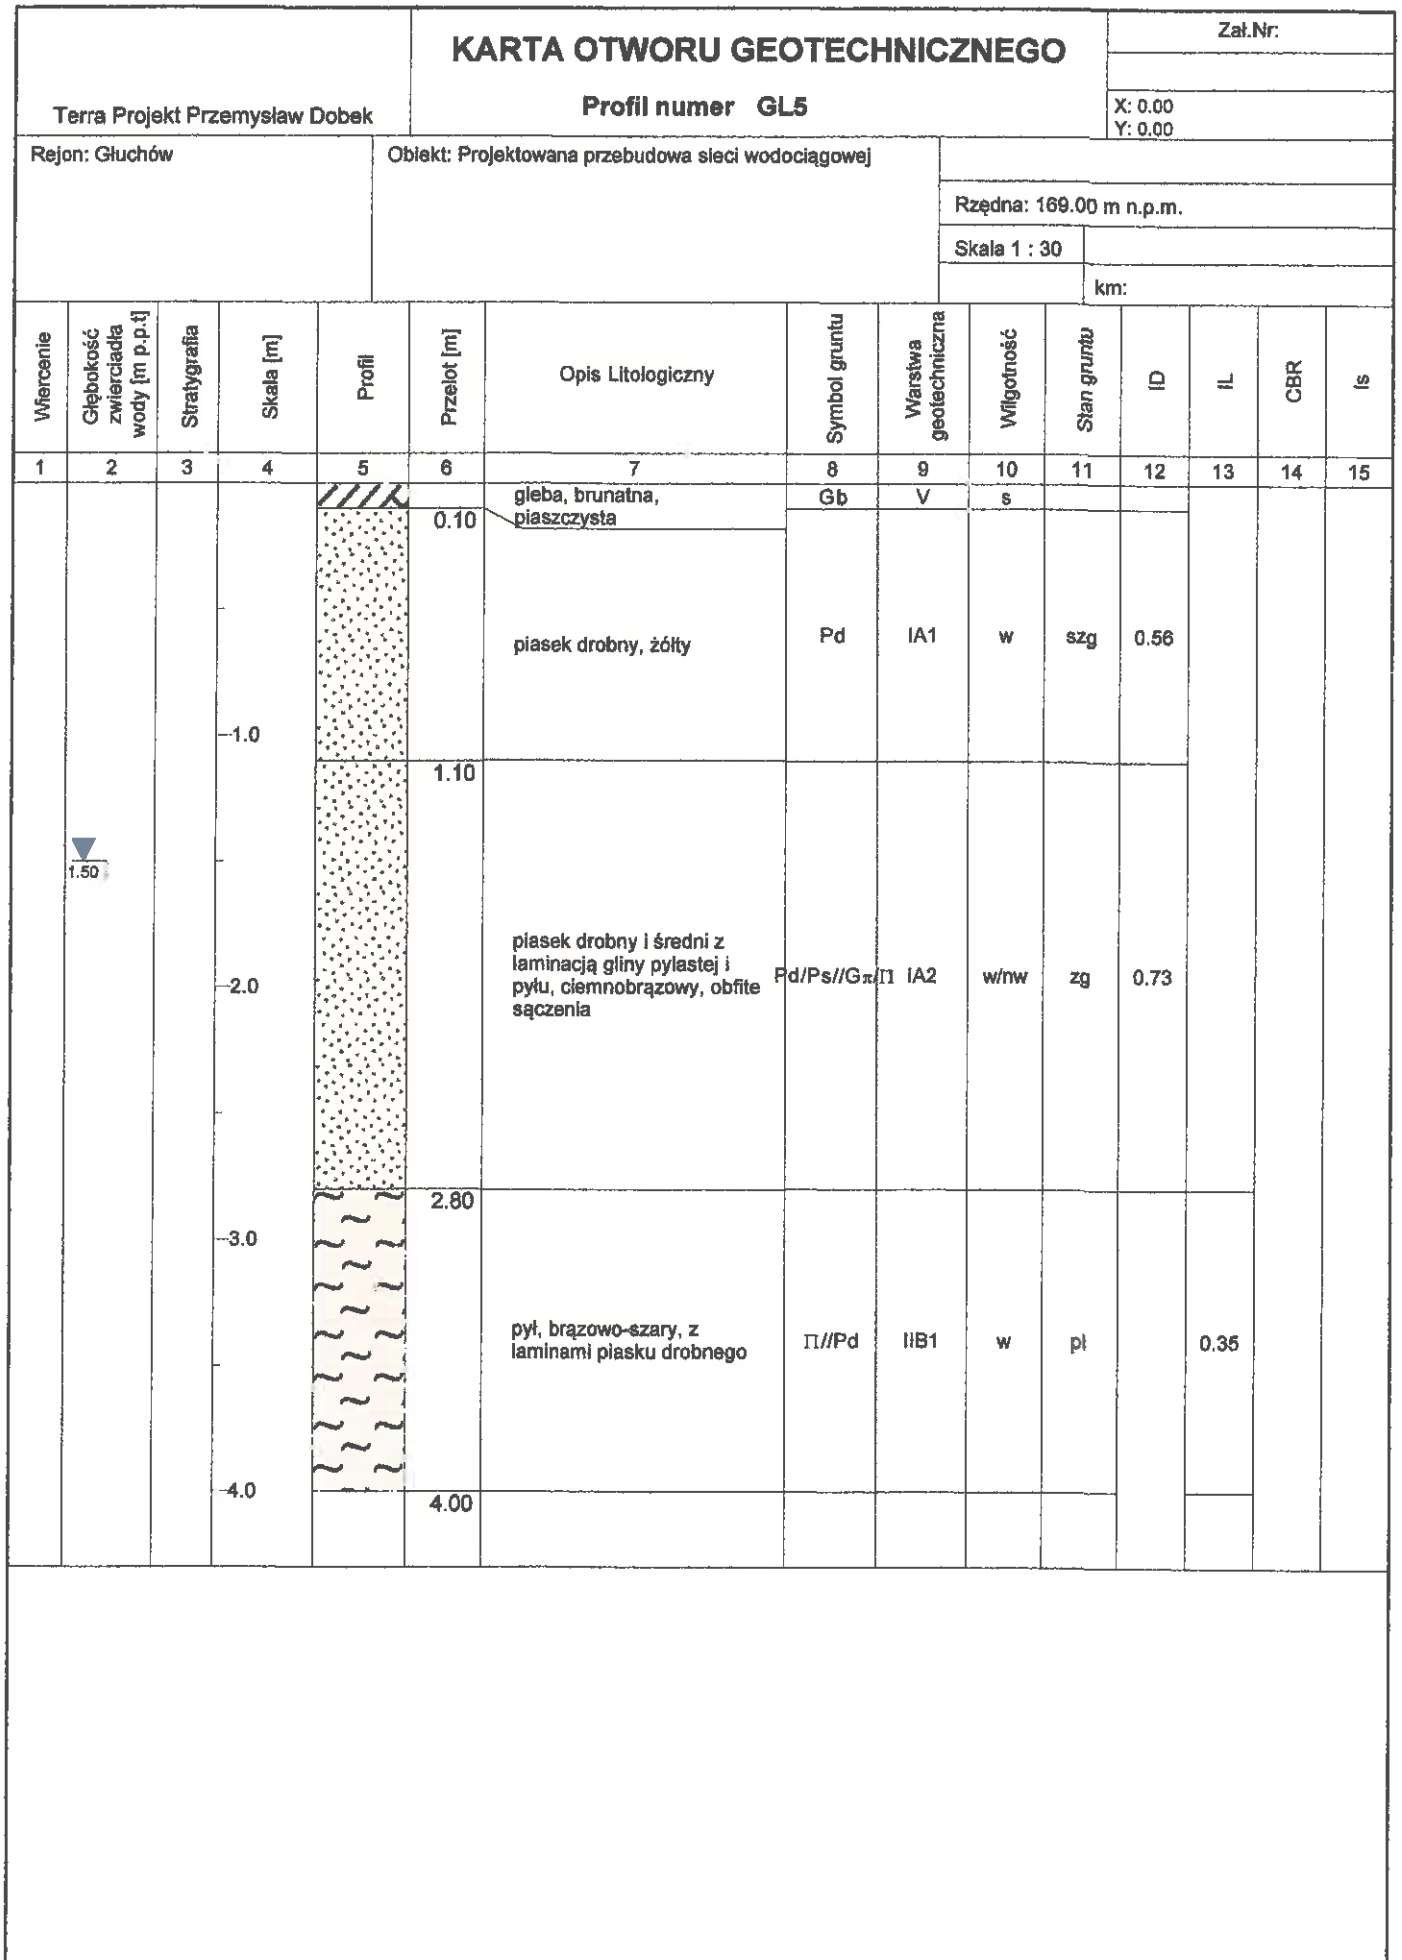 KARTA OTWORU GEOTECHNICZNEGO
Profil numer GL5
Zał.Nr:
Terra Projekt Przemysław Dobek
X: 0.00
Y: 0.00
Rejon: Głuchów
Obiekt: Projektowana przebudowa sieci wodociągowej
Rzędna: 169.00 m n.p.m.
Skala 1 : 30
km:
Wiercenie
Głębokość
zwierciadła
wody [m p.p.t]
Stratygrafia
Skala [m]
Profil
Przelot [m]
Opis Litologiczny
Symbol gruntu
Warstwa
geotechniczna
Wilgotność
Stan gruntu
ID
IL
CBR
Is
1 2 3 4 5 6 7 8 9 10 11 12 13 14 15
gleba, brunatna,
piaszczysta
Gb V s
0.10
piasek drobny, żółty
Pd IA1 w szg 0.56
1.0
1.10
1.50
piasek drobny i średni z
laminacją gliny pylastej i
pyłu, ciemnobrązowy, obfite
sączenia
Pd/Ps//Gπ/Π IA2 w/nw zg 0.73
2.0
2.80
3.0
pył, brązowo-szary, z
laminami piasku drobnego
Π//Pd IIB1 w pl 0.35
4.0
4.00